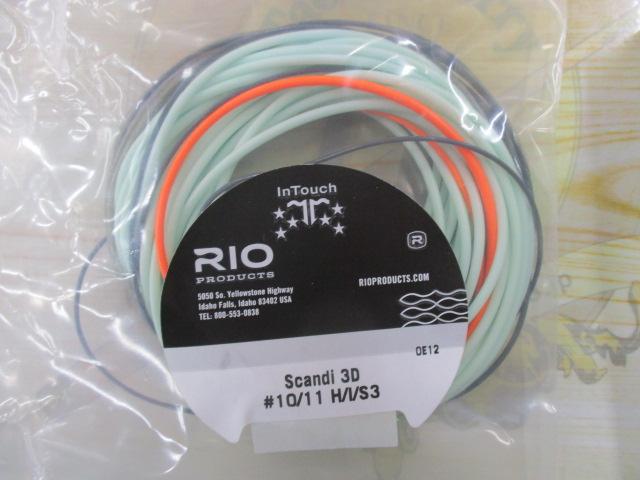 InTouch
RIO
PRODUCTS
5050 So. Yellowstone Highway
Idaho Falls, Idaho 83402 USA
TEL: 800-553-0838
R
RIOPRODUCTS.COM
OE12
Scandi 3D
#10/11 H/I/S3